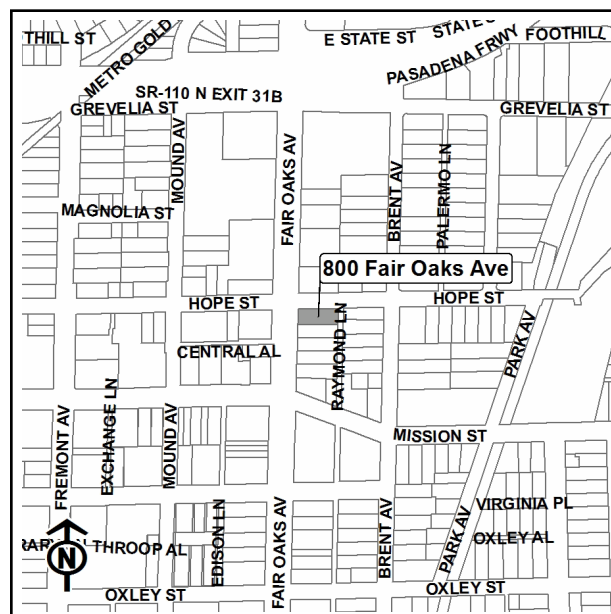 THILL ST
E STATE ST
STATE S
FOOTHILL
METRO GOLD
PASADENA FRWY
SR-110 N EXIT 31B
GREVELIA ST
GREVELIA ST
MOUND AV
FAIR OAKS AV
BRENT AV
PALERMO LN
MAGNOLIA ST
800 Fair Oaks Ave
HOPE ST
HOPE ST
RAYMOND LN
CENTRAL AL
PARK AV
FREMONT AV
EXCHANGE LN
MOUND AV
MISSION ST
EDISON LN
FAIR OAKS AV
BRENT AV
PARK AV
VIRGINIA PL
OXLEY AL
THROOP AL
N
OXLEY ST
OXLEY ST